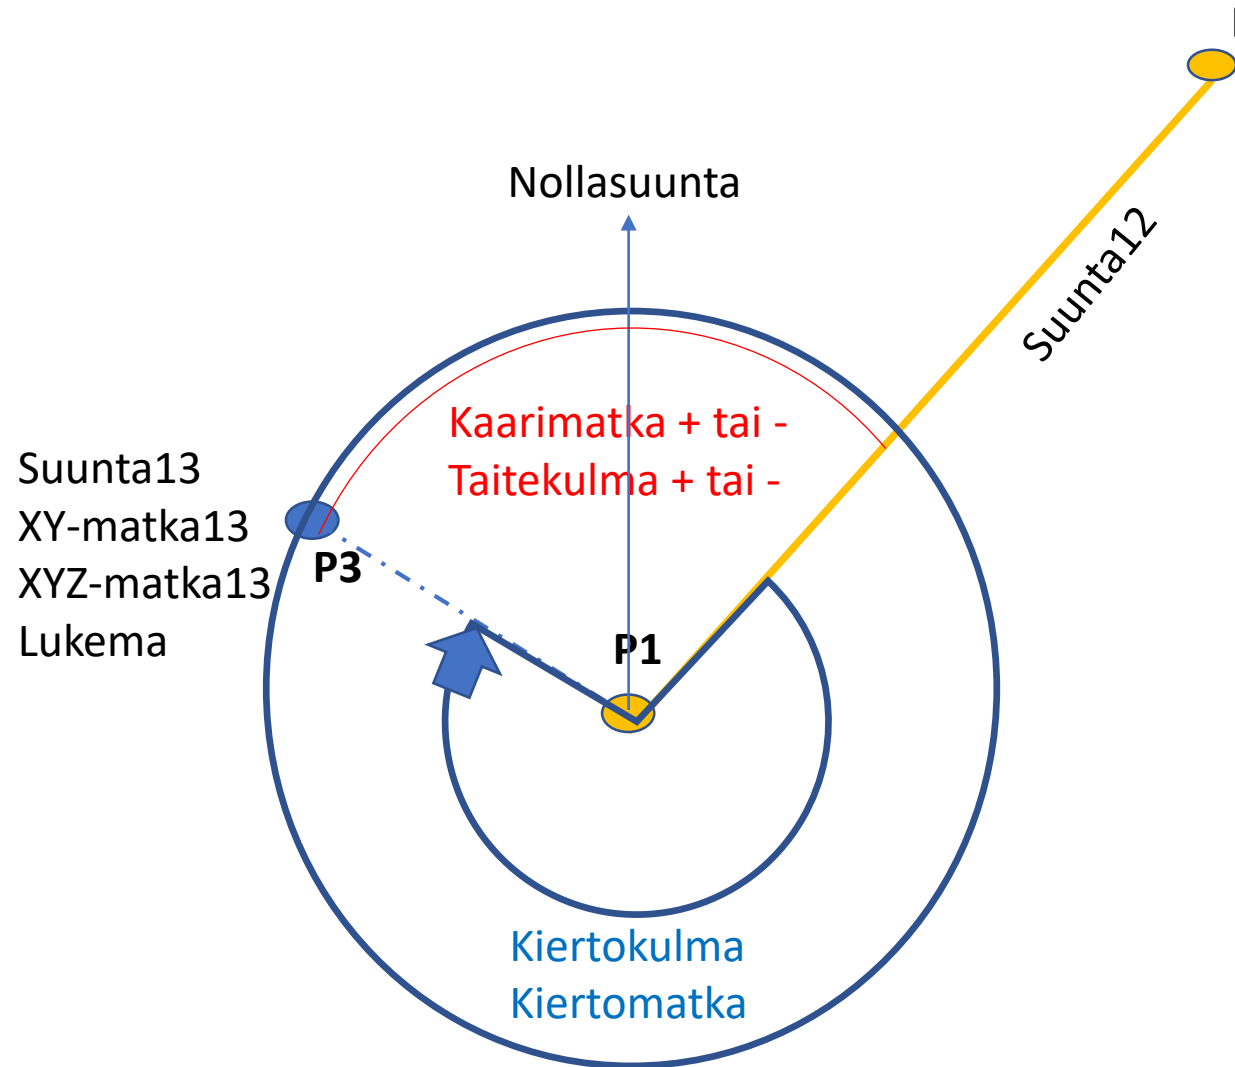 Nollasuunta
Suunta12
Kaarimatka + tai -
Taitekulma + tai -
Suunta13
XY-matka13
XYZ-matka13
Lukema
P3
P1
Kiertokulma
Kiertomatka